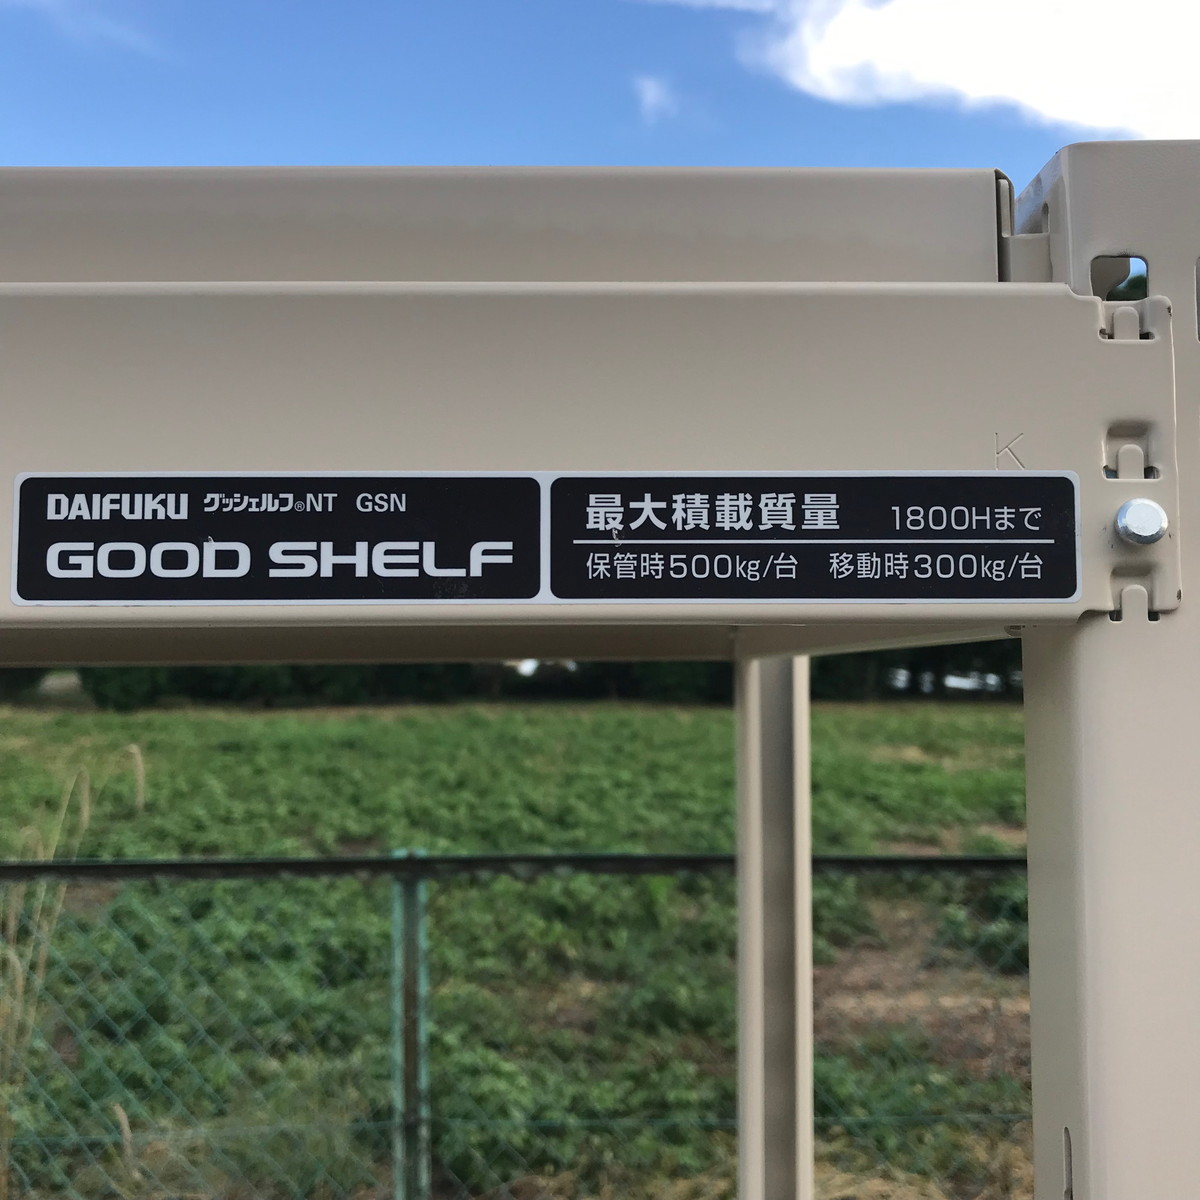 K
DAIFUKU グッシェルフ®NT GSN
GOOD SHELF
最大積載質量 1800Hまで
保管時500kg/台 移動時300kg/台